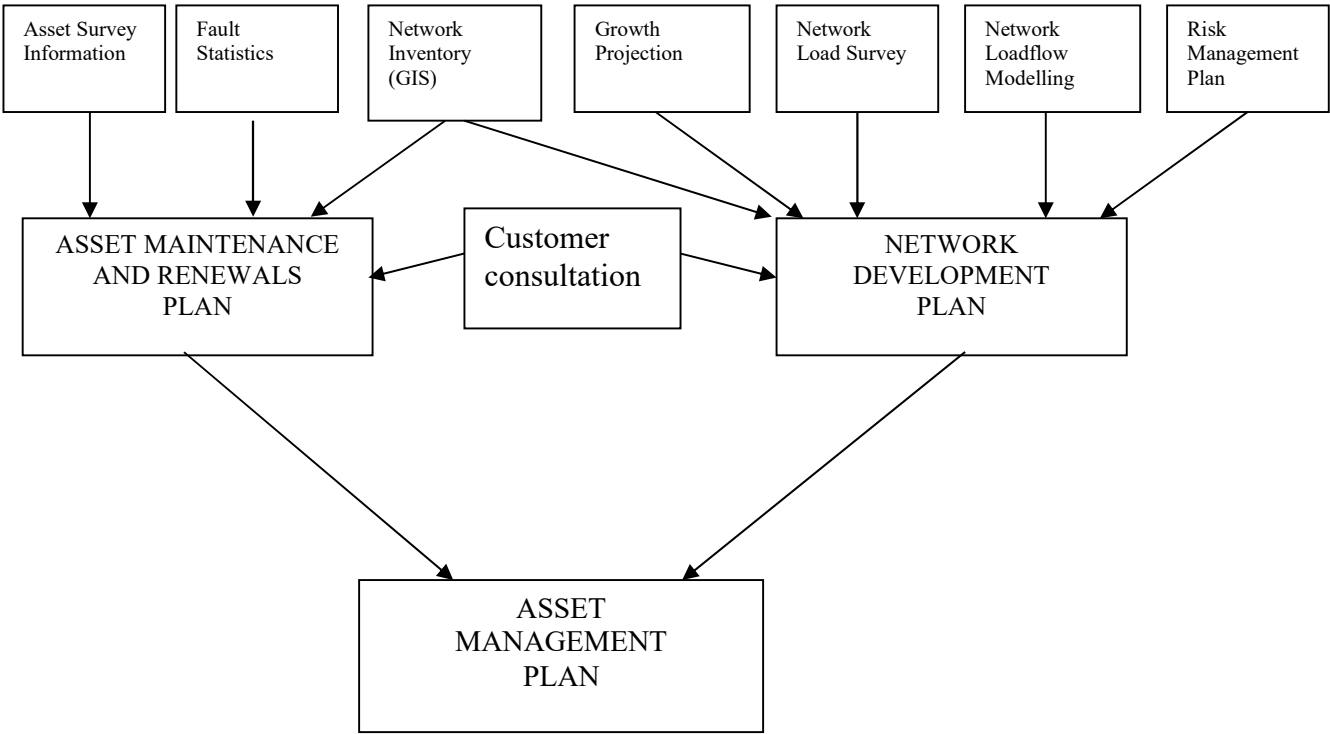 Asset Survey
Information
Fault
Statistics
Network
Inventory
(GIS)
Growth
Projection
Network
Load Survey
Network
Loadflow
Modelling
Risk
Management
Plan
ASSET MAINTENANCE
AND RENEWALS
PLAN
Customer
consultation
NETWORK
DEVELOPMENT
PLAN
ASSET
MANAGEMENT
PLAN